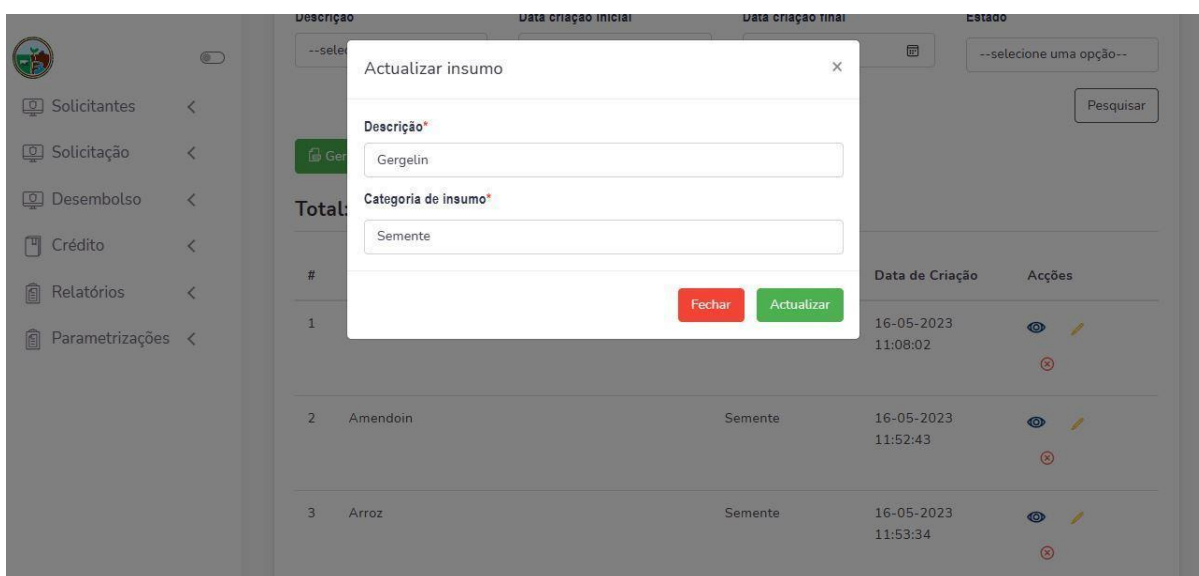 Descrição Data criação inicial Data criação final Estado
--selecione uma opção--
Actualizar insumo ×
Pesquisar
Solicitantes
Descrição*
Solicitação
Gergelin
Desembolso
Categoria de insumo*
Total:
Semente
Crédito
# Data de Criação Acções
Relatórios
Fechar Actualizar
1 16-05-2023
11:08:02
Parametrizações
2 Amendoin Semente 16-05-2023
11:52:43
3 Arroz Semente 16-05-2023
11:53:34